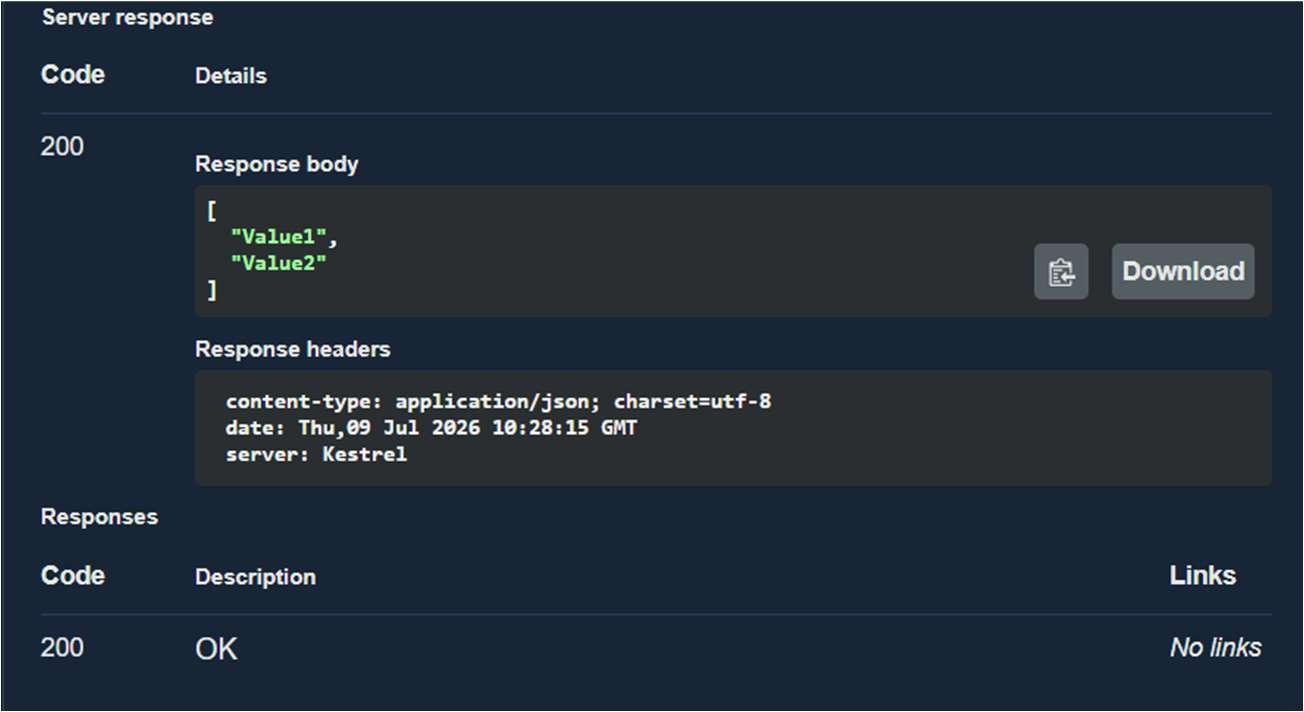 Server response
Code Details
200
Response body
[
  "Value1",
  "Value2"
]
Download
Response headers
content-type: application/json; charset=utf-8
date: Thu,09 Jul 2026 10:28:15 GMT
server: Kestrel
Responses
Code Description Links
200 OK No links